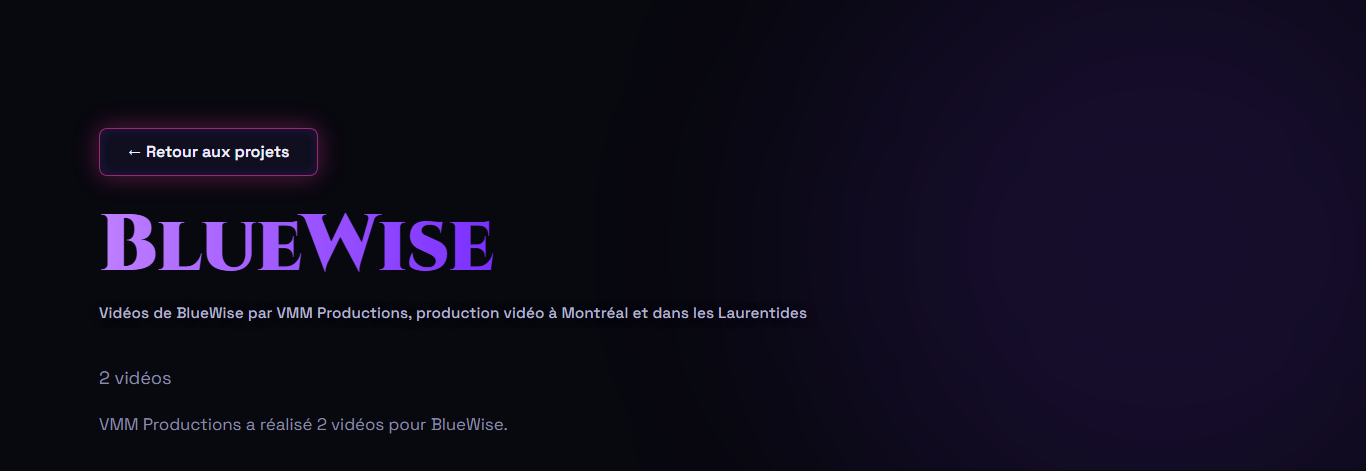 ← Retour aux projets
BlueWise
Vidéos de BlueWise par VMM Productions, production vidéo à Montréal et dans les Laurentides
2 vidéos
VMM Productions a réalisé 2 vidéos pour BlueWise.